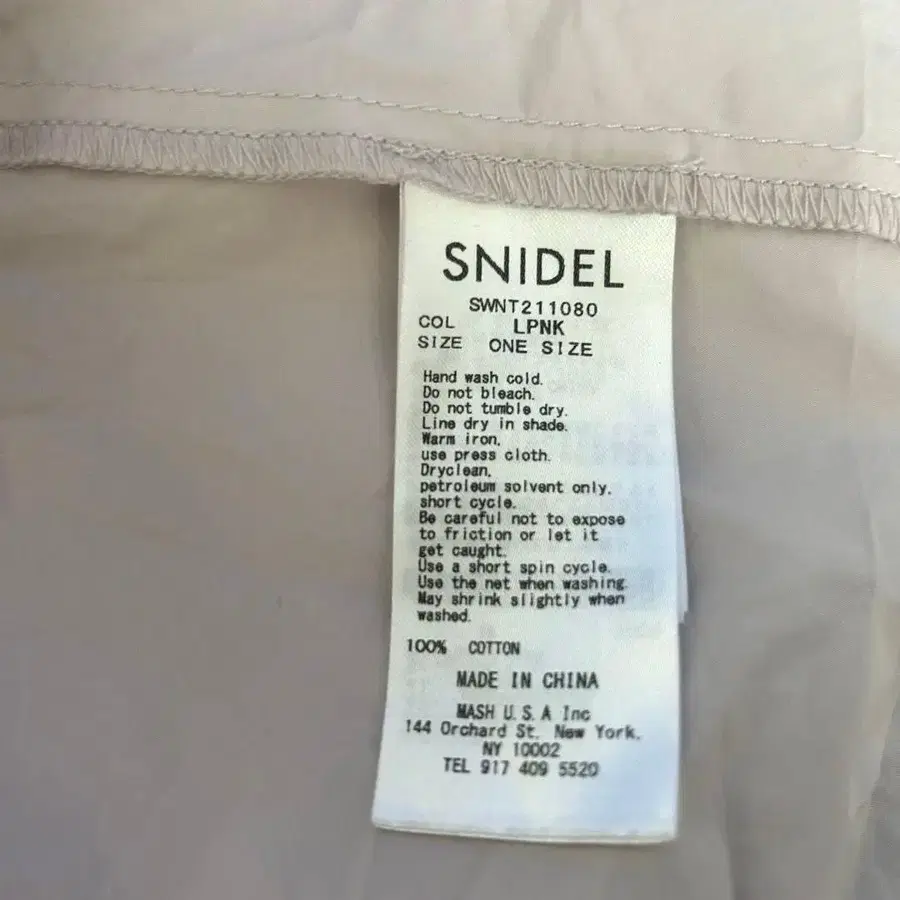 SNIDEL
SWNT211080
COL LPNK
SIZE ONE SIZE
Hand wash cold.
Do not bleach.
Do not tumble dry.
Line dry in shade.
Warm iron,
use press cloth.
Dryclean,
petroleum solvent only.
short cycle.
Be careful not to expose
to friction or let it
get caught.
Use a short spin cycle.
Use the net when washing.
May shrink slightly when
washed.
100% COTTON
MADE IN CHINA
MASH U.S.A Inc
144 Orchard St. New York.
NY 10002
TEL 917 409 5520